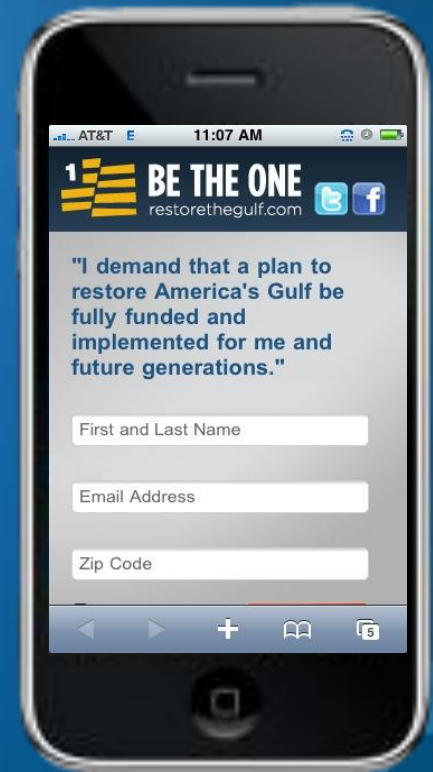 AT&T E 11:07 AM
1 BE THE ONE
restorethegulf.com
"I demand that a plan to
restore America's Gulf be
fully funded and
implemented for me and
future generations."
First and Last Name
Email Address
Zip Code
5